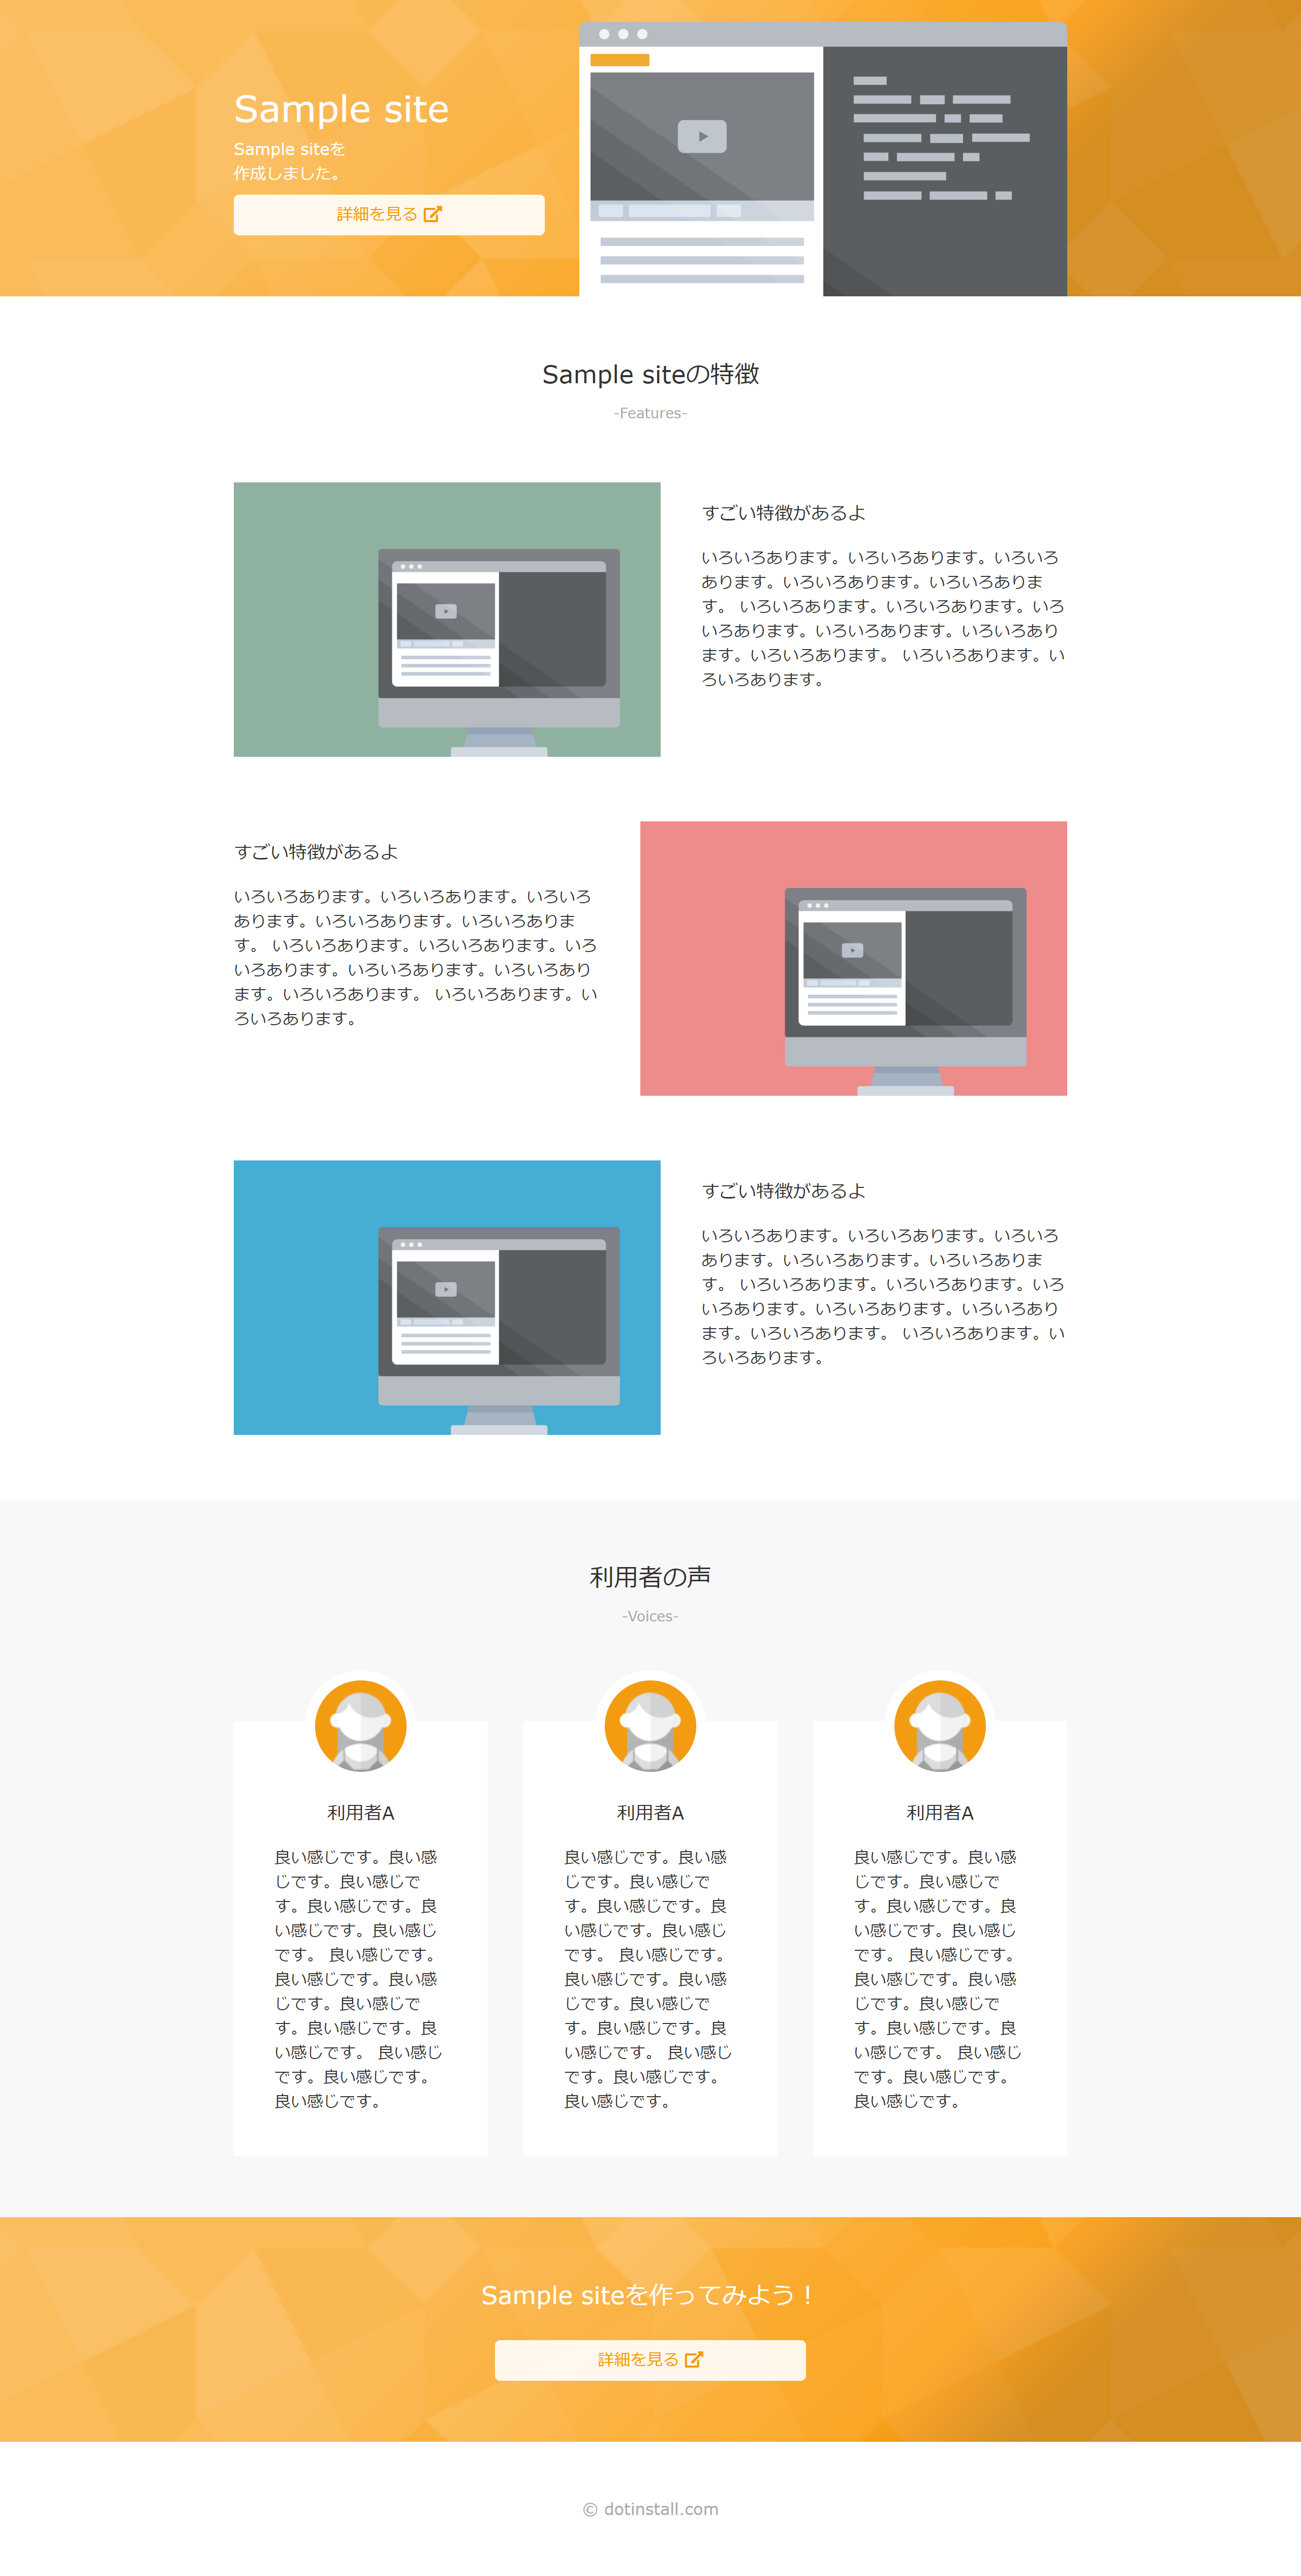 Sample site
Sample siteを
作成しました。
詳細を見る
Sample siteの特徴
-Features-
すごい特徴があるよ
いろいろあります。いろいろあります。いろいろ
あります。いろいろあります。いろいろありま
す。 いろいろあります。いろいろあります。いろ
いろあります。いろいろあります。いろいろあり
ます。いろいろあります。 いろいろあります。い
ろいろあります。
すごい特徴があるよ
いろいろあります。いろいろあります。いろいろ
あります。いろいろあります。いろいろありま
す。 いろいろあります。いろいろあります。いろ
いろあります。いろいろあります。いろいろあり
ます。いろいろあります。 いろいろあります。い
ろいろあります。
すごい特徴があるよ
いろいろあります。いろいろあります。いろいろ
あります。いろいろあります。いろいろありま
す。 いろいろあります。いろいろあります。いろ
いろあります。いろいろあります。いろいろあり
ます。いろいろあります。 いろいろあります。い
ろいろあります。
利用者の声
-Voices-
利用者A
良い感じです。良い感
じです。良い感じで
す。良い感じです。良
い感じです。良い感じ
です。 良い感じです。
良い感じです。良い感
じです。良い感じで
す。良い感じです。良
い感じです。 良い感じ
です。良い感じです。
良い感じです。
利用者A
良い感じです。良い感
じです。良い感じで
す。良い感じです。良
い感じです。良い感じ
です。 良い感じです。
良い感じです。良い感
じです。良い感じで
す。良い感じです。良
い感じです。 良い感じ
です。良い感じです。
良い感じです。
利用者A
良い感じです。良い感
じです。良い感じで
す。良い感じです。良
い感じです。良い感じ
です。 良い感じです。
良い感じです。良い感
じです。良い感じで
す。良い感じです。良
い感じです。 良い感じ
です。良い感じです。
良い感じです。
Sample siteを作ってみよう！
詳細を見る
© dotinstall.com